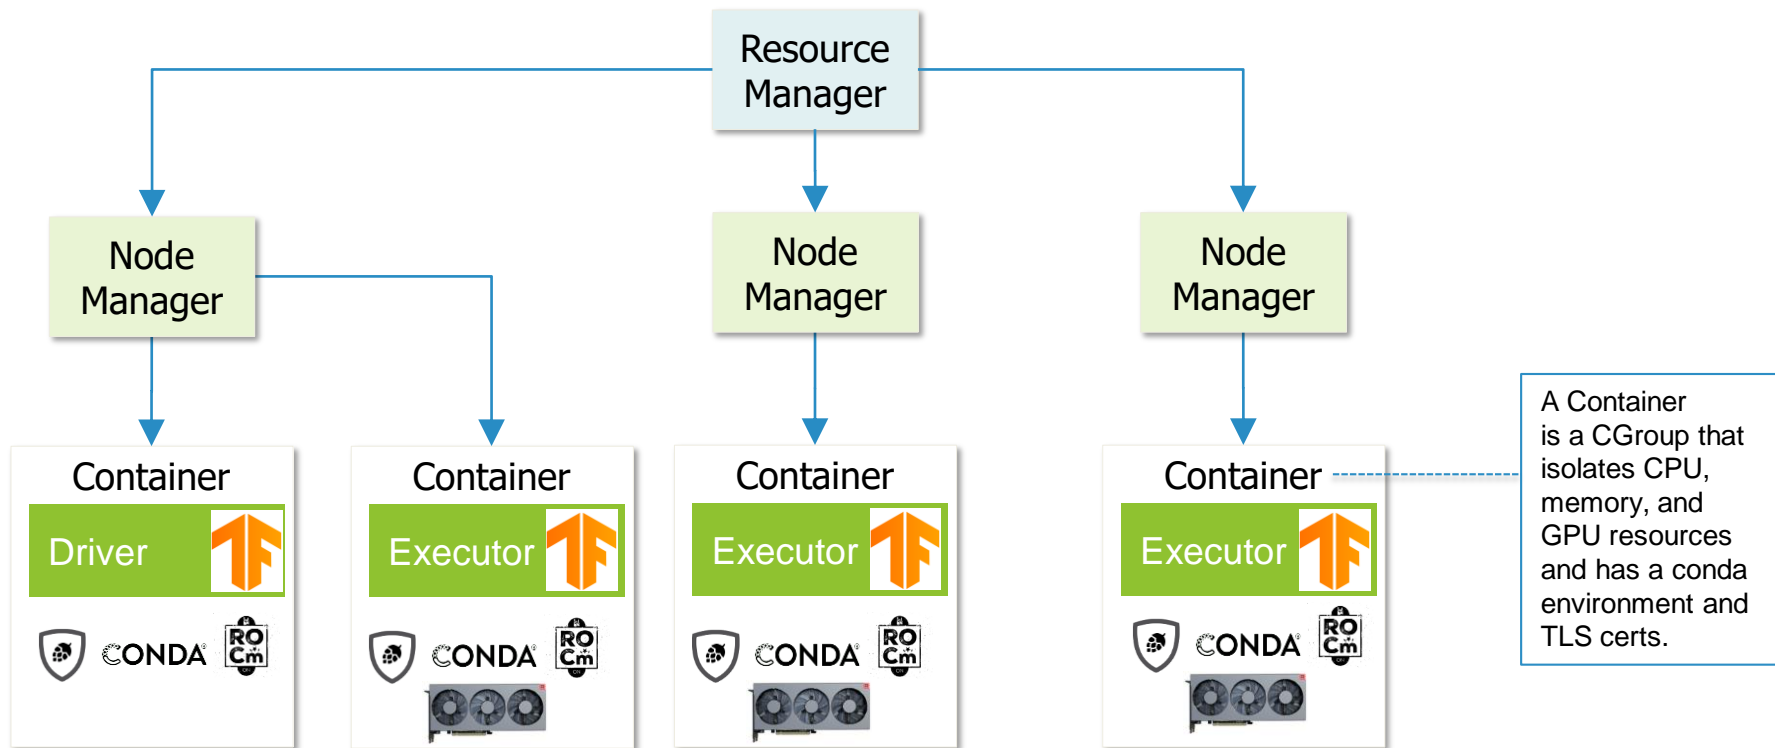 Resource
Manager
Node
Manager
Node
Manager
Node
Manager
Container
Driver
CONDA
RO
Cm
Container
Executor
CONDA
RO
Cm
Container
Executor
CONDA
RO
Cm
Container
Executor
CONDA
RO
Cm
A Container
is a CGroup that
isolates CPU,
memory, and
GPU resources
and has a conda
environment and
TLS certs.